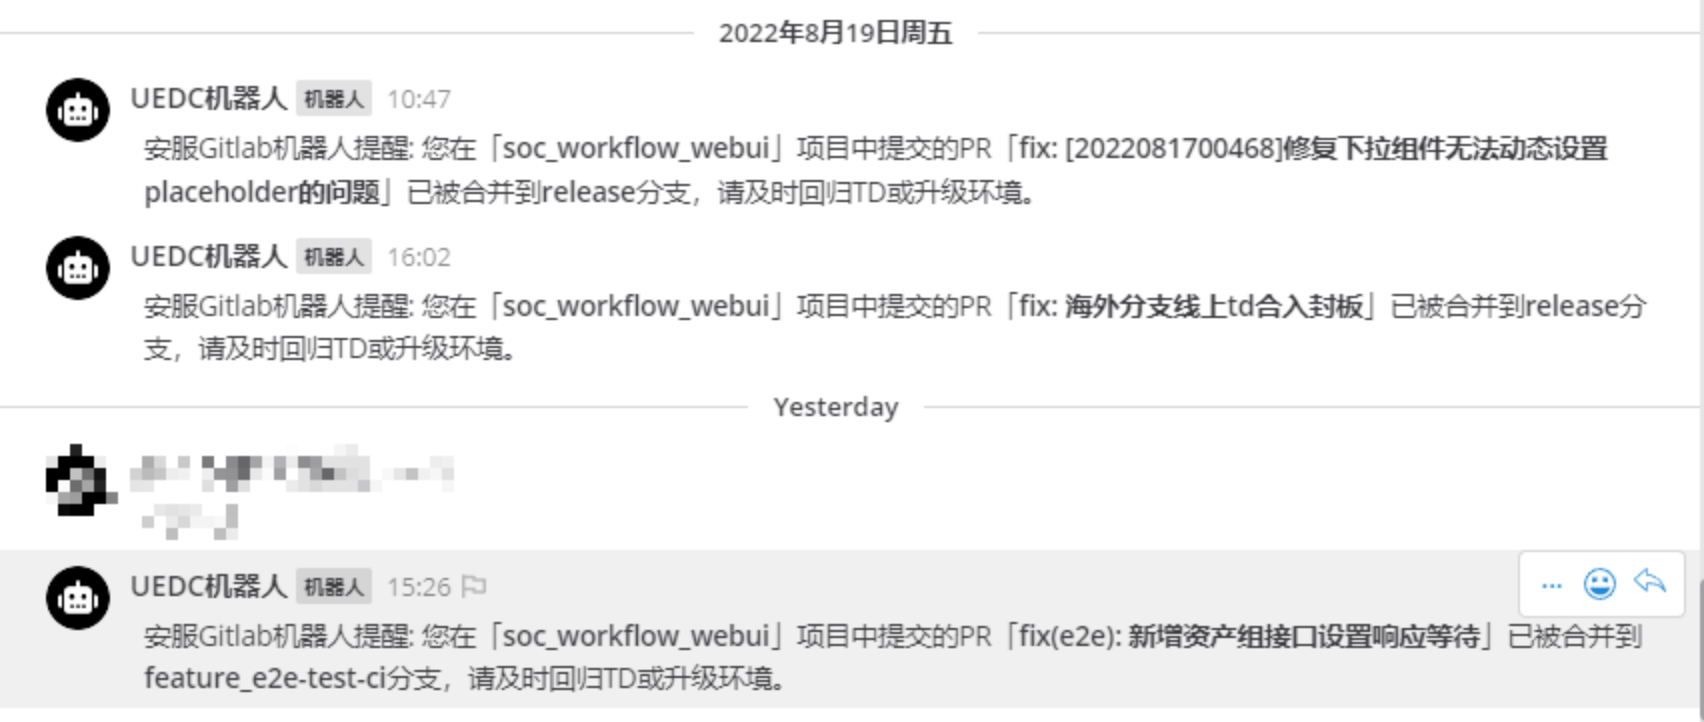 2022年8月19日周五
UEDC机器人 机器人 10:47
安服Gitlab机器人提醒: 您在「soc_workflow_webui」项目中提交的PR「fix: [2022081700468]修复下拉组件无法动态设置
placeholder的问题」已被合并到release分支，请及时回归TD或升级环境。
UEDC机器人 机器人 16:02
安服Gitlab机器人提醒: 您在「soc_workflow_webui」项目中提交的PR「fix: 海外分支线上td合入封板」已被合并到release分
支，请及时回归TD或升级环境。
Yesterday
UEDC机器人 机器人 15:26
安服Gitlab机器人提醒: 您在「soc_workflow_webui」项目中提交的PR「fix(e2e): 新增资产组接口设置响应等待」已被合并到
feature_e2e-test-ci分支，请及时回归TD或升级环境。